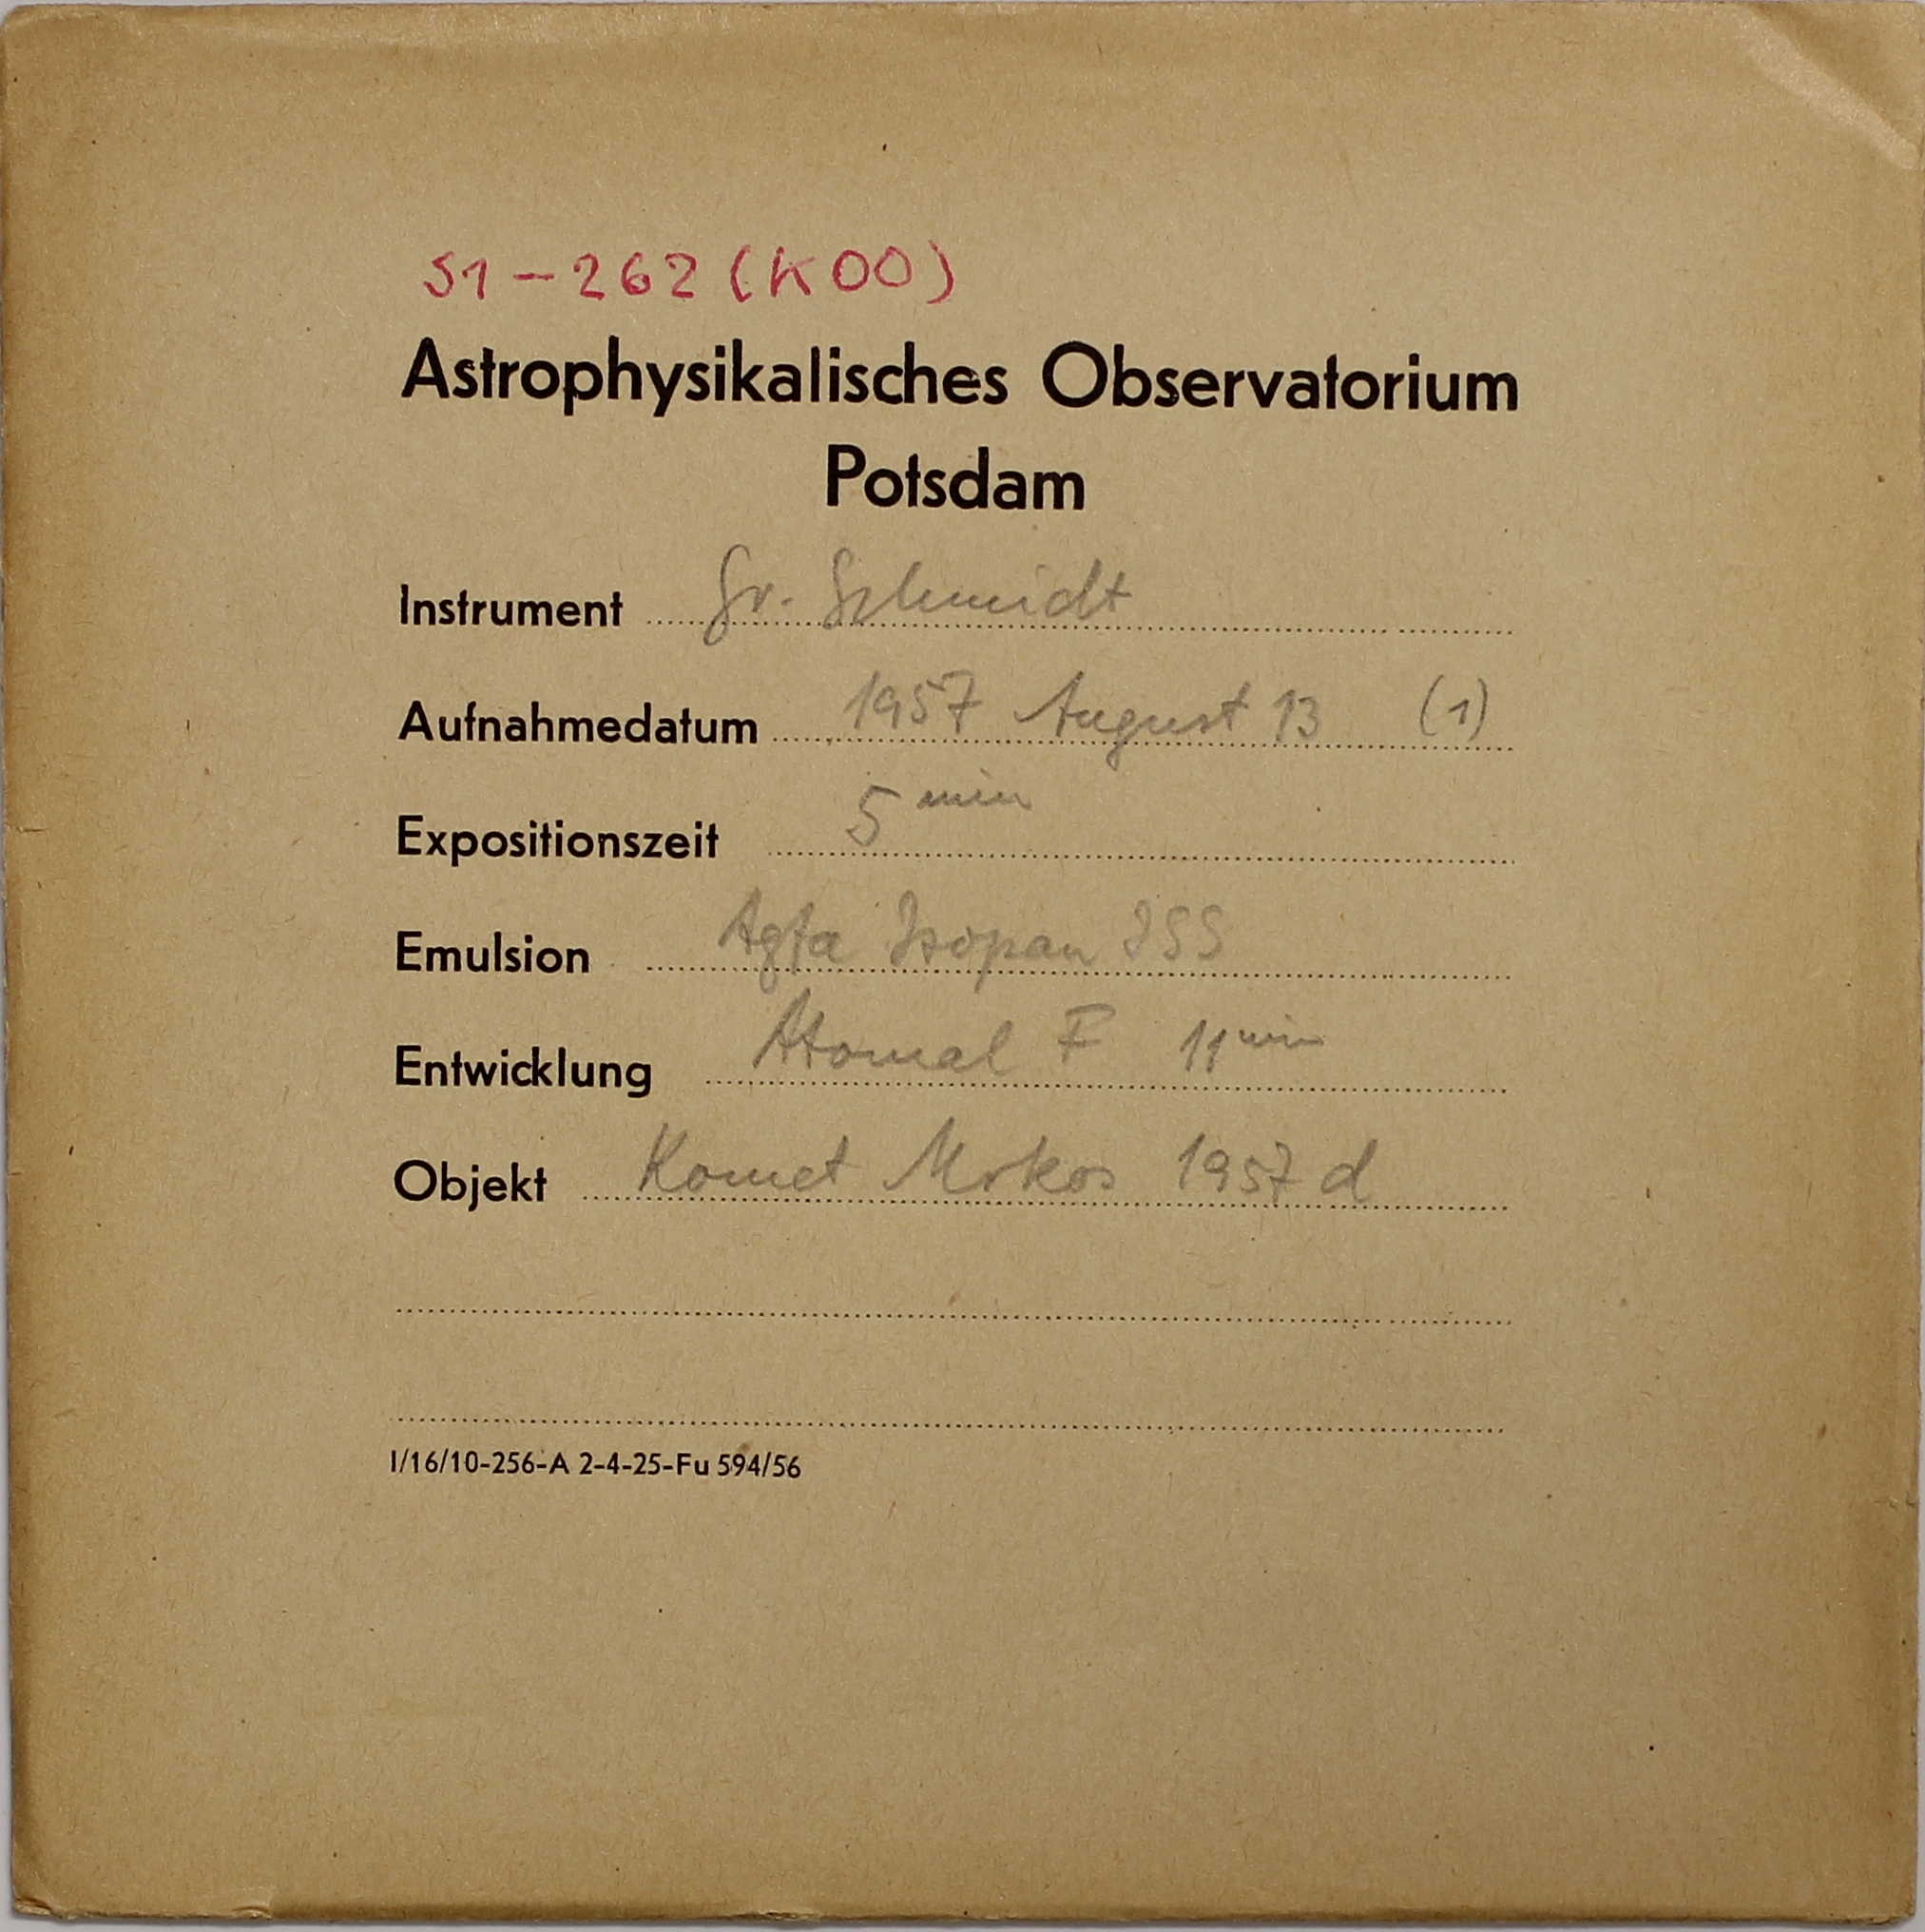 S1-262 (K00)
Astrophysikalisches Observatorium
Potsdam
Instrument Gr. Schmidt
Aufnahmedatum 1957 August 13 (1)
Expositionszeit 5 min
Emulsion Agfa Isopan ISS
Entwicklung Atomal F 11 min
Objekt Komet Mrkos 1957 d
I/16/10-256-A 2-4-25-Fu 594/56